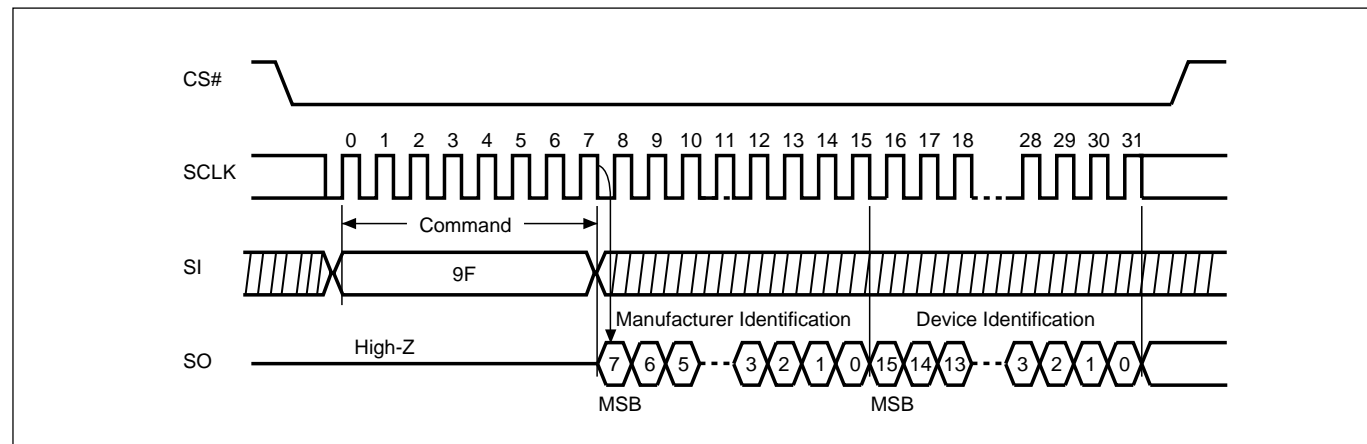 CS#
0 1 2 3 4 5 6 7 8 9 10 11 12 13 14 15 16 17 18 28 29 30 31
SCLK
Command
SI
9F
Manufacturer Identification Device Identification
High-Z
SO
7 6 5 3 2 1 0 15 14 13 3 2 1 0
MSB MSB